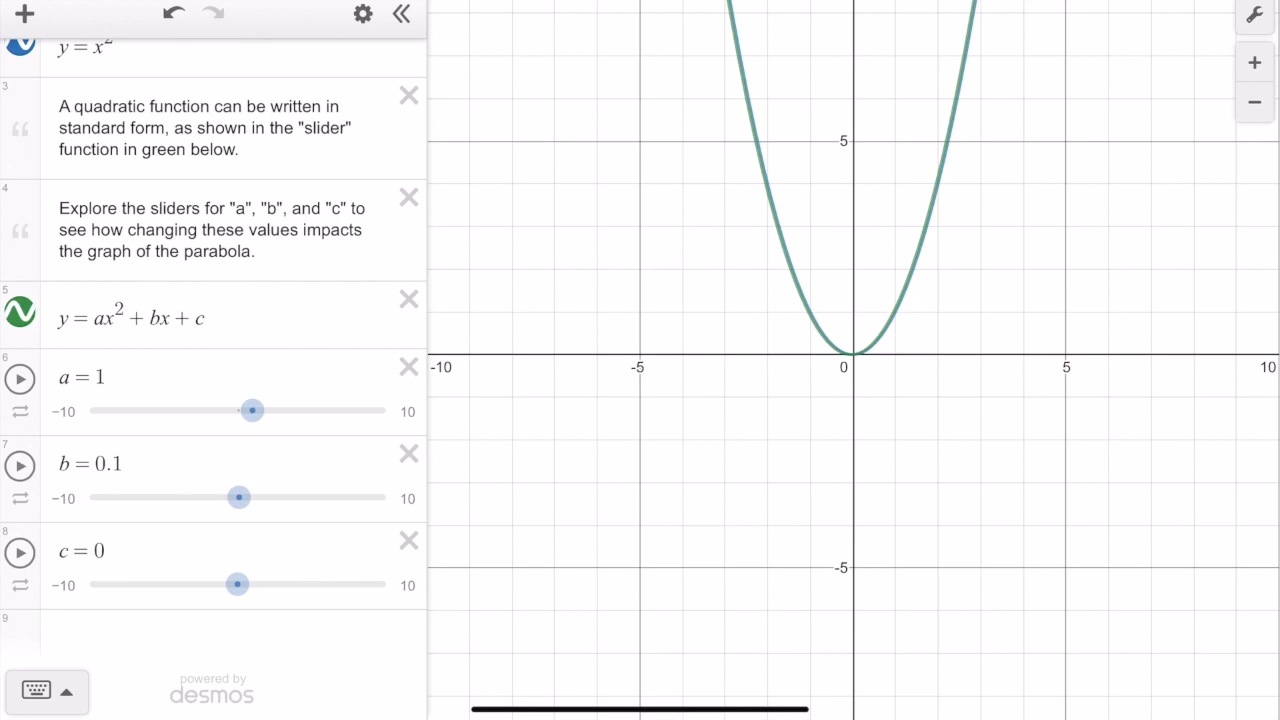 y = x²
3
A quadratic function can be written in
standard form, as shown in the "slider"
function in green below.
4
Explore the sliders for "a", "b", and "c" to
see how changing these values impacts
the graph of the parabola.
5
y = ax² + bx + c
6
a = 1
−10 10
7
b = 0.1
−10 10
8
c = 0
−10 10
9
powered by
desmos
5
-10 -5 0 5 10
-5